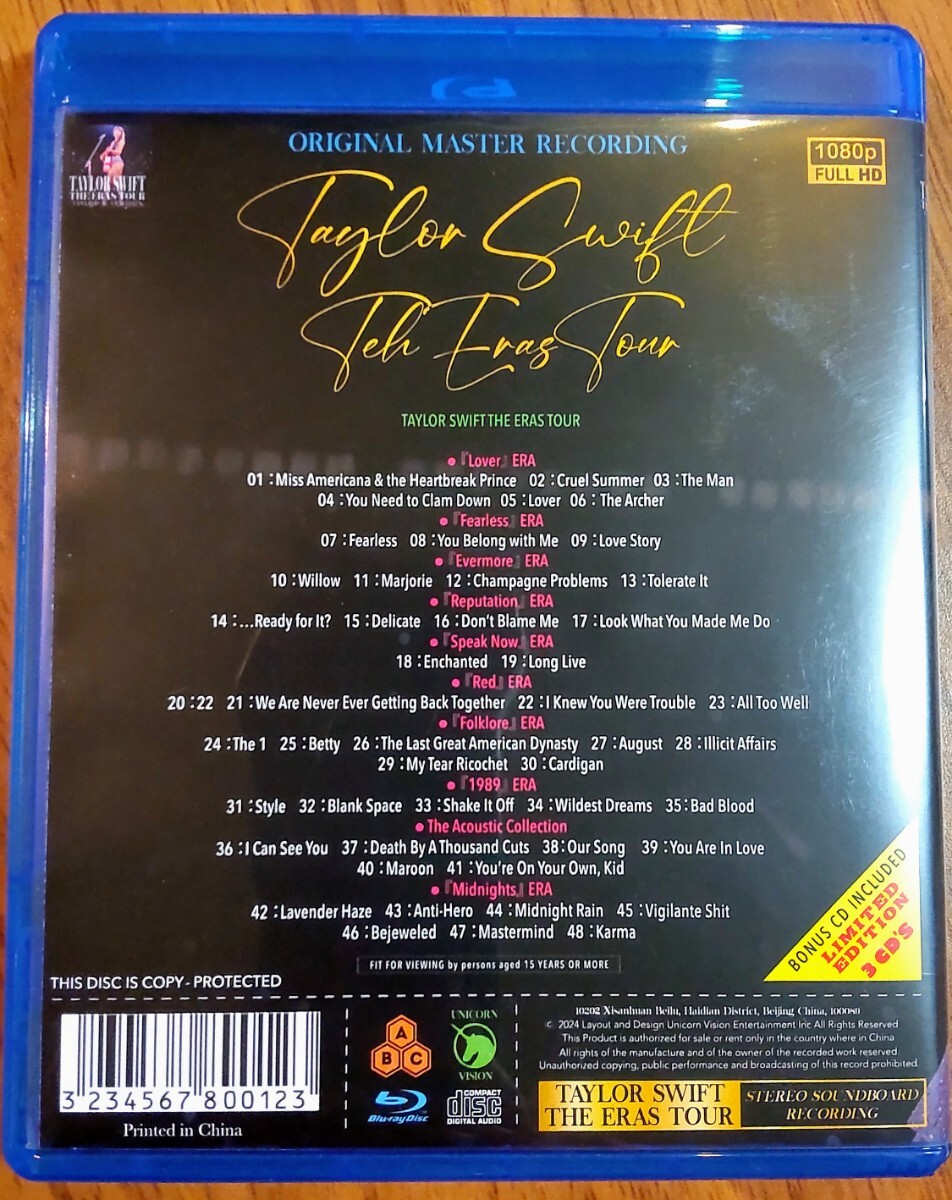 ORIGINAL MASTER RECORDING
1080p
FULL HD
TAYLOR SWIFT
THE ERAS TOUR
Taylor Swift
Teh Eras Tour
TAYLOR SWIFT THE ERAS TOUR
●『Lover』ERA
01：Miss Americana & the Heartbreak Prince 02：Cruel Summer 03：The Man
04：You Need to Clam Down 05：Lover 06：The Archer
●『Fearless』ERA
07：Fearless 08：You Belong with Me 09：Love Story
●『Evermore』ERA
10：Willow 11：Marjorie 12：Champagne Problems 13：Tolerate It
●『Reputation』ERA
14：...Ready for It? 15：Delicate 16：Don't Blame Me 17：Look What You Made Me Do
●『Speak Now』ERA
18：Enchanted 19：Long Live
●『Red』ERA
20：22 21：We Are Never Ever Getting Back Together 22：I Knew You Were Trouble 23：All Too Well
●『Folklore』ERA
24：The 1 25：Betty 26：The Last Great American Dynasty 27：August 28：Illicit Affairs
29：My Tear Ricochet 30：Cardigan
●『1989』ERA
31：Style 32：Blank Space 33：Shake It Off 34：Wildest Dreams 35：Bad Blood
●The Acoustic Collection
36：I Can See You 37：Death By A Thousand Cuts 38：Our Song 39：You Are In Love
40：Maroon 41：You're On Your Own, Kid
●『Midnights』ERA
42：Lavender Haze 43：Anti-Hero 44：Midnight Rain 45：Vigilante Shit
46：Bejeweled 47：Mastermind 48：Karma
FIT FOR VIEWING by persons aged 15 YEARS OR MORE
BONUS CD INCLUDED
LIMITED
EDITION
3 CD'S
THIS DISC IS COPY-PROTECTED
3 234567 800123
Printed in China
A
B C
Blu-ray Disc
UNICORN
VISION
COMPACT
disc
DIGITAL AUDIO
10202 Xisanhuan Beilu, Haidian District, Beijing China, 100080
© 2024 Layout and Design Unicorn Vision Entertainment Inc All Rights Reserved
This Product is authorized for sale or rent only in the country where in China
All rights of the manufacture and of the owner of the recorded work reserved
Unauthorized copying, public performance and broadcasting of this record prohibited.
TAYLOR SWIFT
THE ERAS TOUR
STEREO SOUNDBOARD
RECORDING